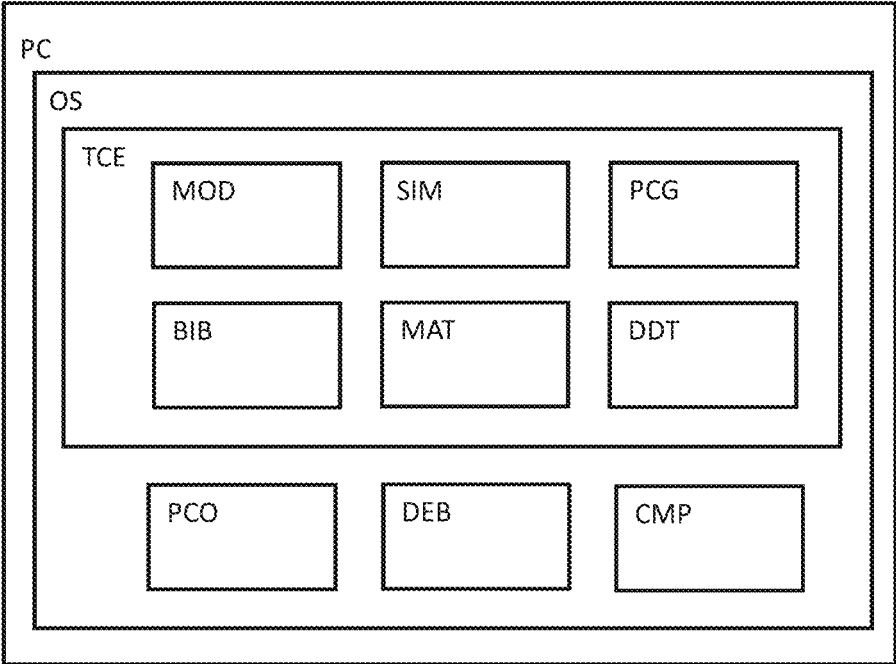 PC
OS
TCE
MOD SIM PCG
BIB MAT DDT
PCO DEB CMP